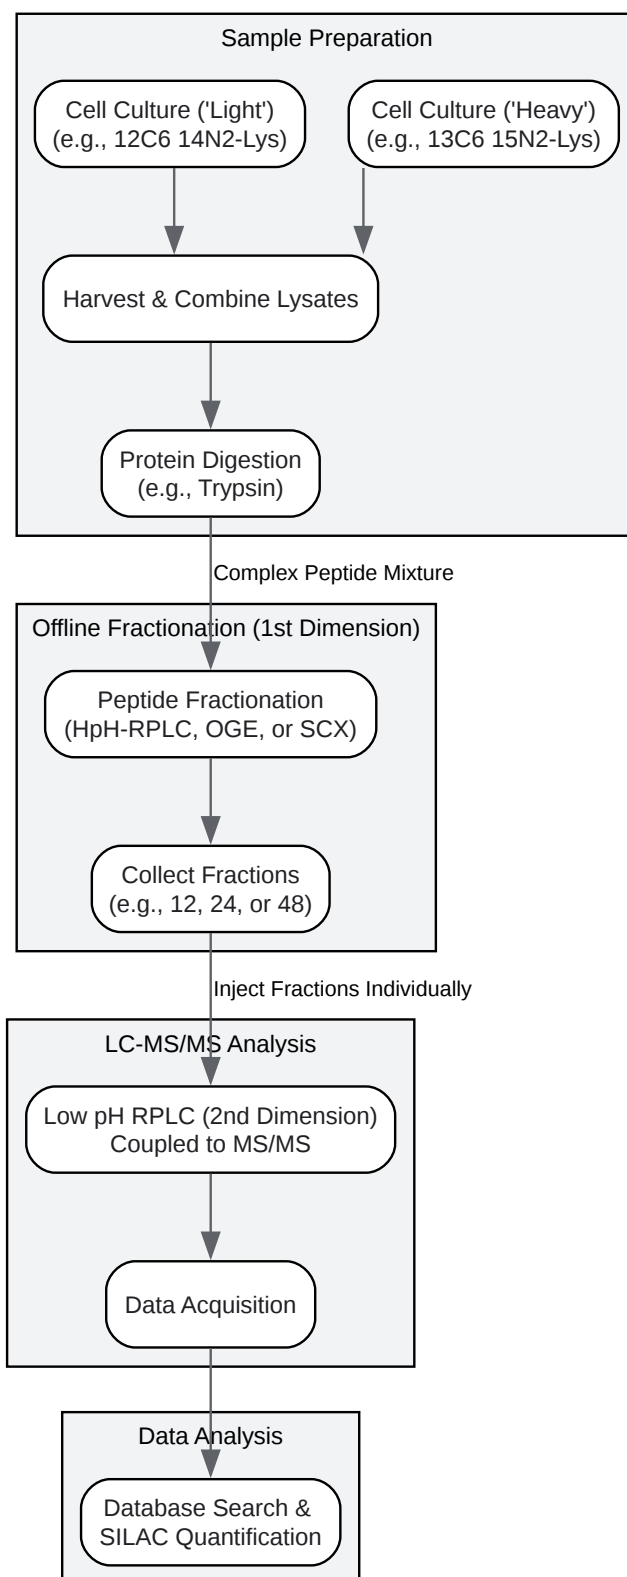 Sample Preparation
Cell Culture ('Light')
(e.g., 12C6 14N2-Lys)
Cell Culture ('Heavy')
(e.g., 13C6 15N2-Lys)
Harvest & Combine Lysates
Protein Digestion
(e.g., Trypsin)
Complex Peptide Mixture
Offline Fractionation (1st Dimension)
Peptide Fractionation
(HpH-RPLC, OGE, or SCX)
Collect Fractions
(e.g., 12, 24, or 48)
Inject Fractions Individually
LC-MS/MS Analysis
Low pH RPLC (2nd Dimension)
Coupled to MS/MS
Data Acquisition
Data Analysis
Database Search &
SILAC Quantification